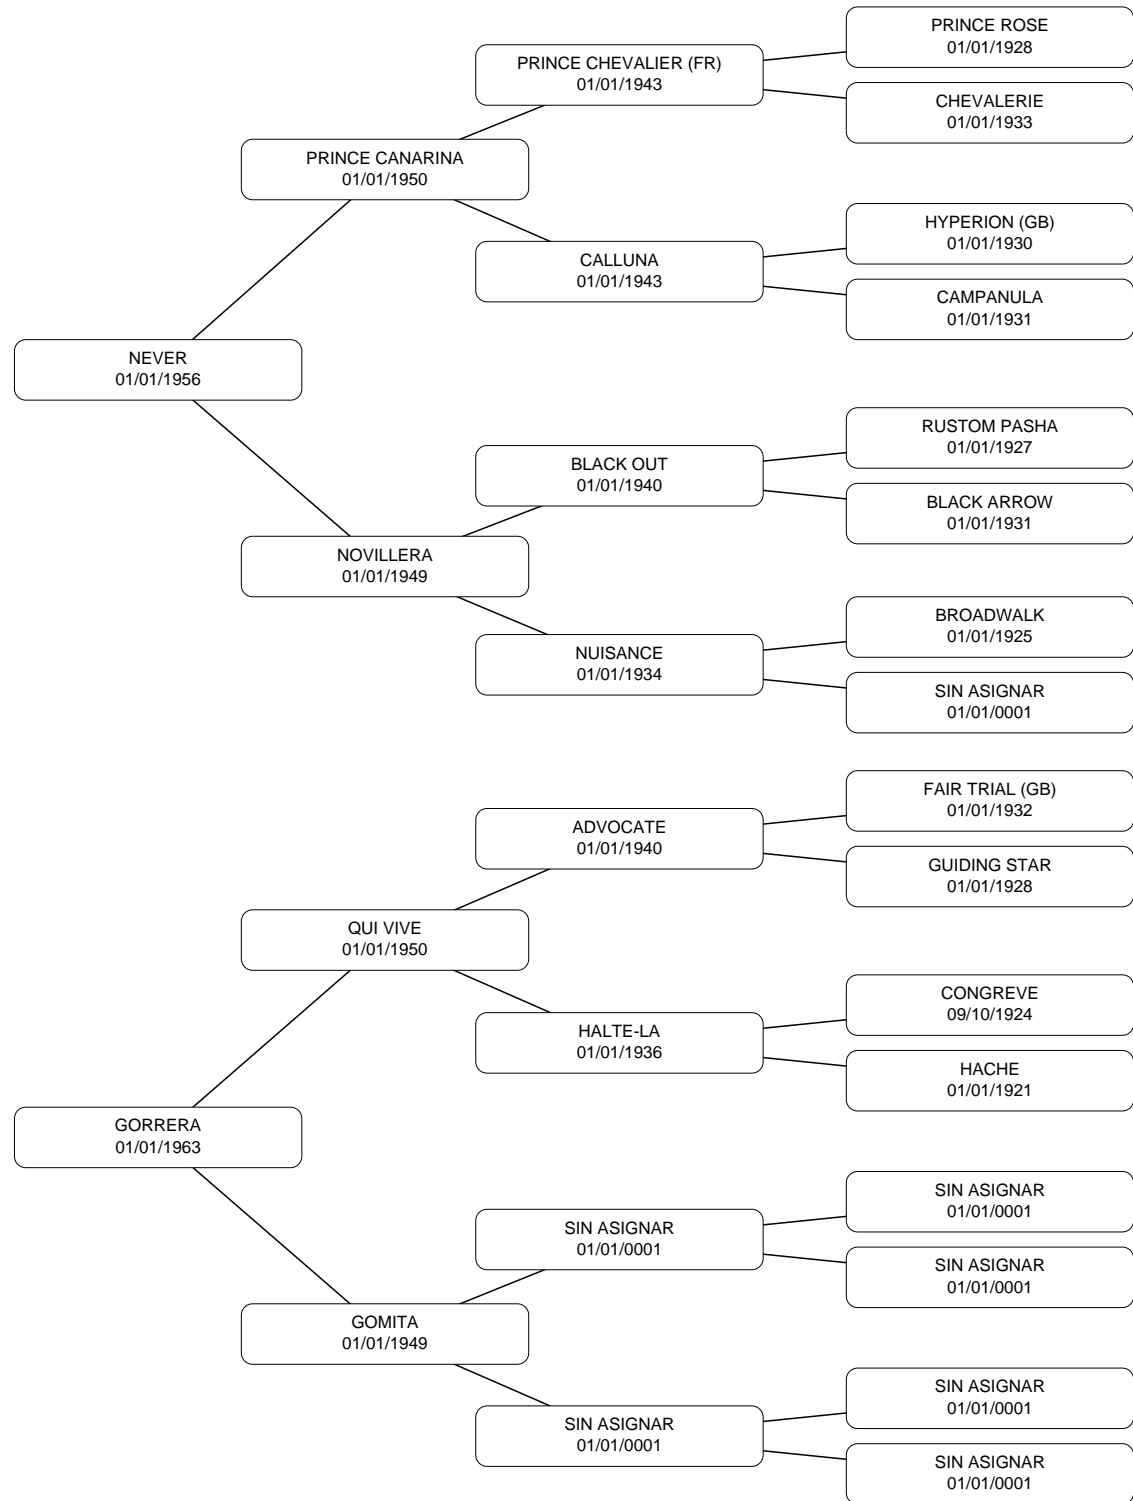 PRINCE ROSE
01/01/1928
PRINCE CHEVALIER (FR)
01/01/1943
CHEVALERIE
01/01/1933
PRINCE CANARINA
01/01/1950
HYPERION (GB)
01/01/1930
CALLUNA
01/01/1943
CAMPANULA
01/01/1931
NEVER
01/01/1956
RUSTOM PASHA
01/01/1927
BLACK OUT
01/01/1940
BLACK ARROW
01/01/1931
NOVILLERA
01/01/1949
BROADWALK
01/01/1925
NUISANCE
01/01/1934
SIN ASIGNAR
01/01/0001
FAIR TRIAL (GB)
01/01/1932
ADVOCATE
01/01/1940
GUIDING STAR
01/01/1928
QUI VIVE
01/01/1950
CONGREVE
09/10/1924
HALTE-LA
01/01/1936
HACHE
01/01/1921
GORRERA
01/01/1963
SIN ASIGNAR
01/01/0001
SIN ASIGNAR
01/01/0001
SIN ASIGNAR
01/01/0001
GOMITA
01/01/1949
SIN ASIGNAR
01/01/0001
SIN ASIGNAR
01/01/0001
SIN ASIGNAR
01/01/0001